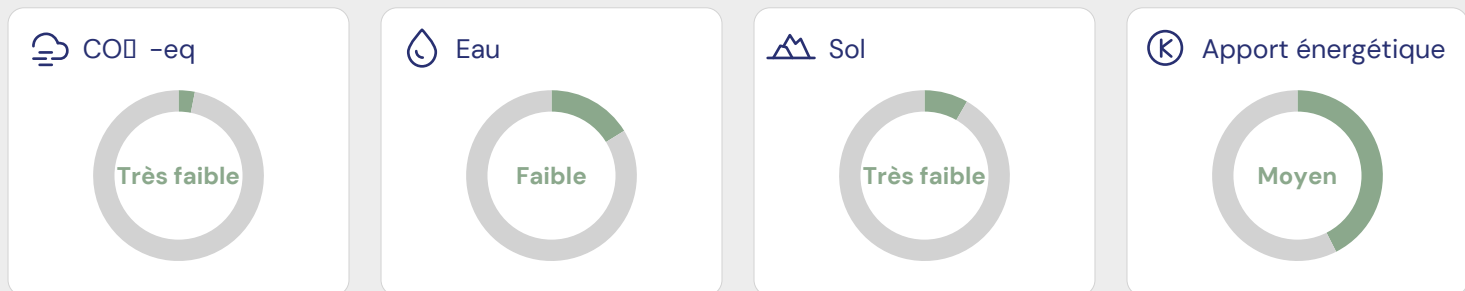 CO▯ -eq
Très faible
Eau
Faible
Sol
Très faible
Apport énergétique
Moyen